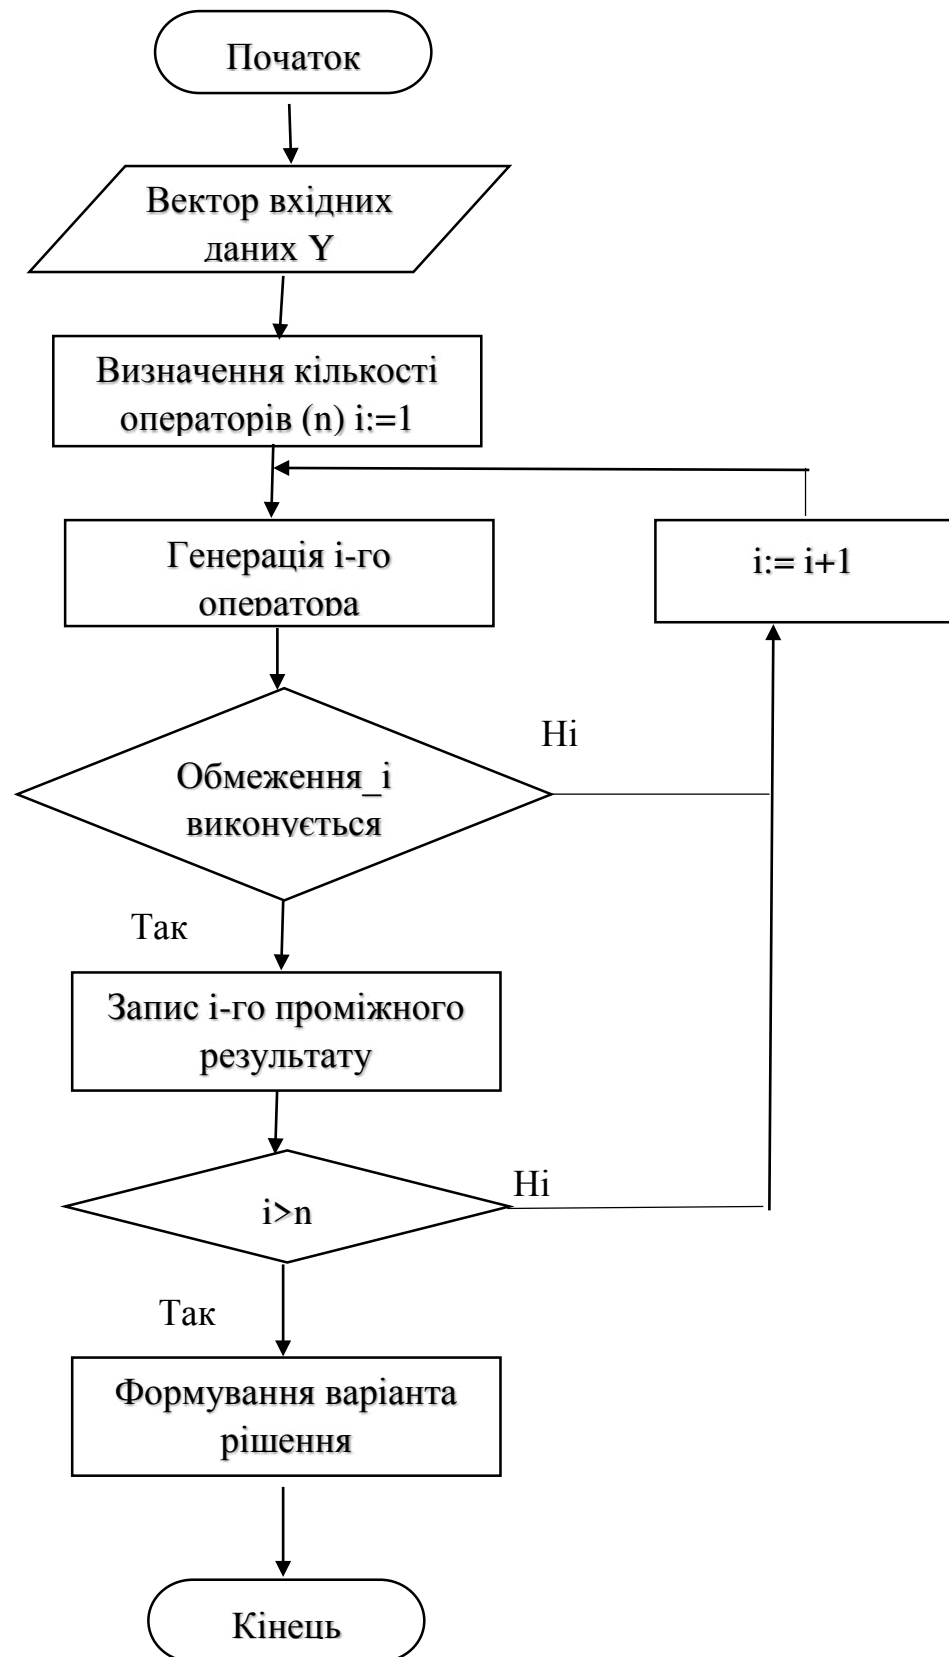 Початок
Вектор вхідних
даних Y
Визначення кількості
операторів (n) i:=1
Генерація і-го
оператора
i:= i+1
Ні
Обмеження_і
виконується
Так
Запис і-го проміжного
результату
Ні
i>n
Так
Формування варіанта
рішення
Кінець